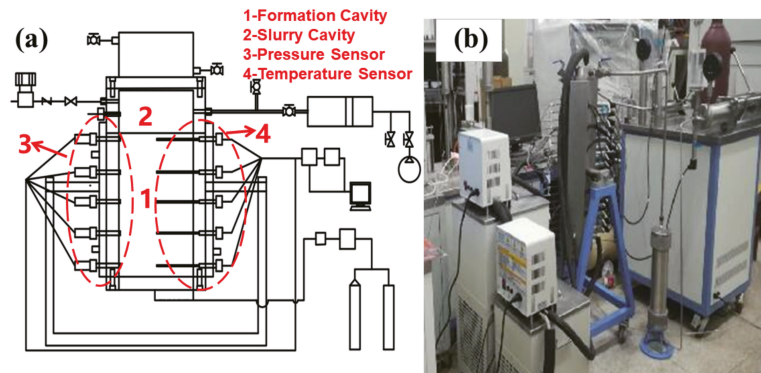 (a)
1-Formation Cavity
2-Slurry Cavity
3-Pressure Sensor
4-Temperature Sensor
(b)
2
3
4
1